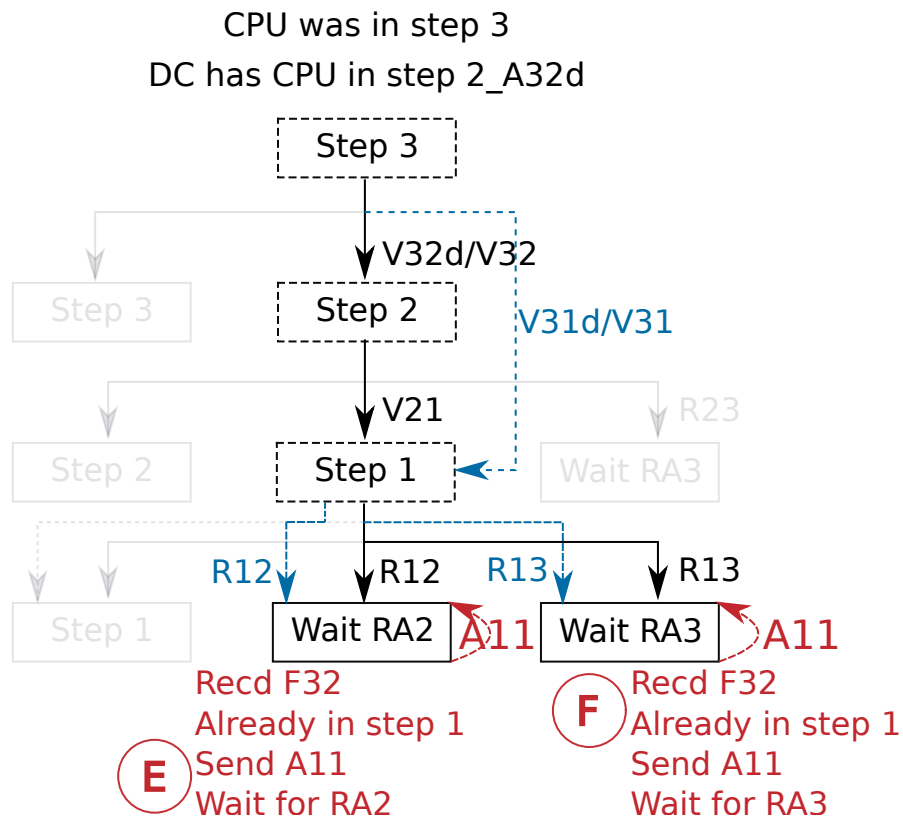 CPU was in step 3
DC has CPU in step 2_A32d
Step 3
V32d/V32
Step 3
Step 2
V31d/V31
V21
R23
Step 2
Step 1
Wait RA3
R12
R12
R13
R13
Step 1
Wait RA2
A11
Wait RA3
A11
Recd F32
Already in step 1
Send A11
Wait for RA2
E
F
Recd F32
Already in step 1
Send A11
Wait for RA3